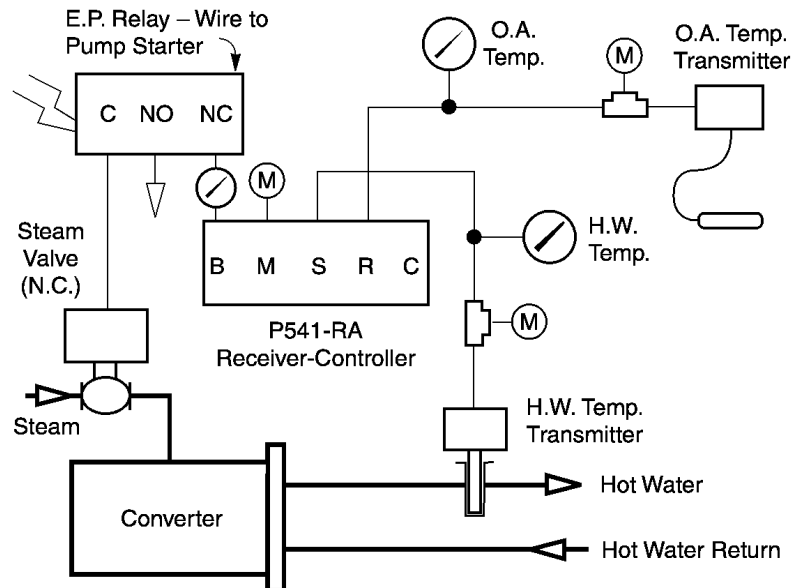 E.P. Relay – Wire to
Pump Starter
C NO NC
O.A.
Temp.
M
O.A. Temp.
Transmitter
M
B M S R C
P541-RA
Receiver-Controller
Steam
Valve
(N.C.)
H.W.
Temp.
M
Steam
H.W. Temp.
Transmitter
Converter
Hot Water
Hot Water Return